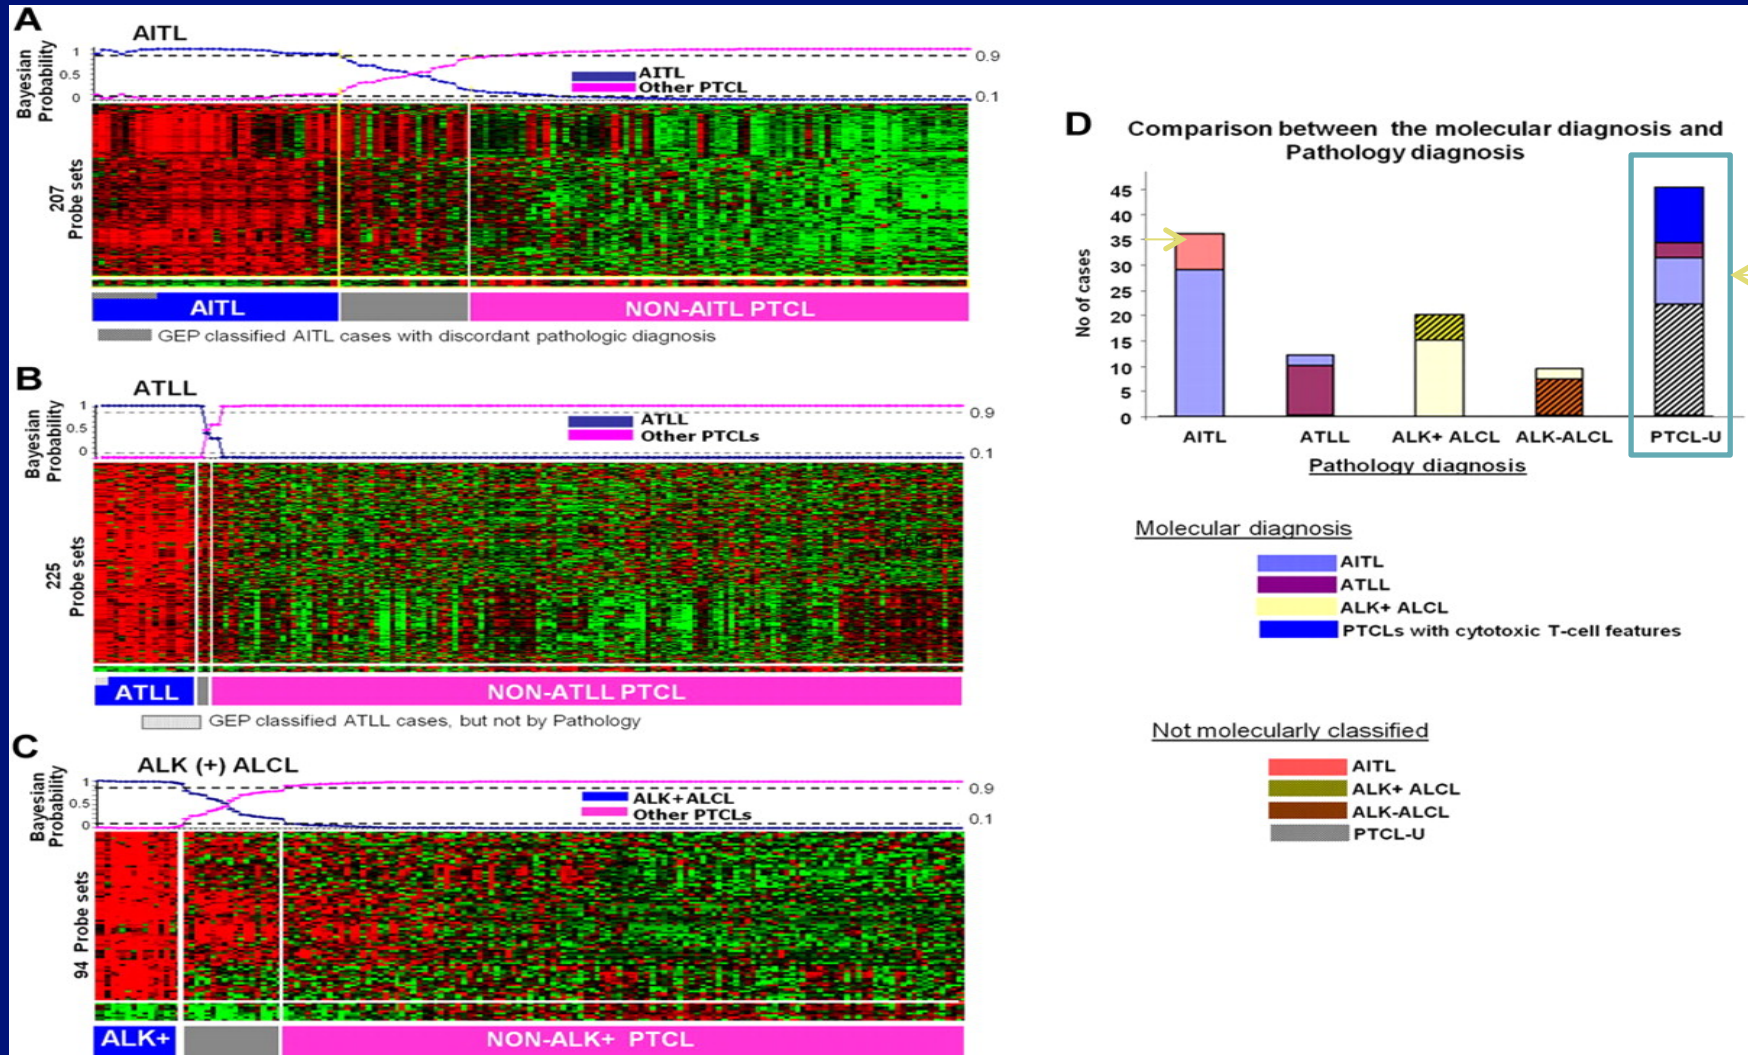 A
AITL
Bayesian
Probability
1
0.5
0
AITL
Other PTCL
0.9
0.1
207
Probe sets
AITL
NON-AITL PTCL
GEP classified AITL cases with discordant pathologic diagnosis
B
ATLL
Bayesian
Probability
1
0.5
0
ATLL
Other PTCLs
0.9
0.1
225
Probe sets
ATLL
NON-ATLL PTCL
GEP classified ATLL cases, but not by Pathology
C
ALK (+) ALCL
Bayesian
Probability
1
0.5
0
ALK+ALCL
Other PTCLs
0.9
0.1
94 Probe sets
ALK+
NON-ALK+ PTCL
D
Comparison between the molecular diagnosis and
Pathology diagnosis
No of cases
45
40
35
30
25
20
15
10
5
0
AITL ATLL ALK+ ALCL ALK-ALCL PTCL-U
Pathology diagnosis
Molecular diagnosis
AITL
ATLL
ALK+ ALCL
PTCLs with cytotoxic T-cell features
Not molecularly classified
AITL
ALK+ ALCL
ALK-ALCL
PTCL-U